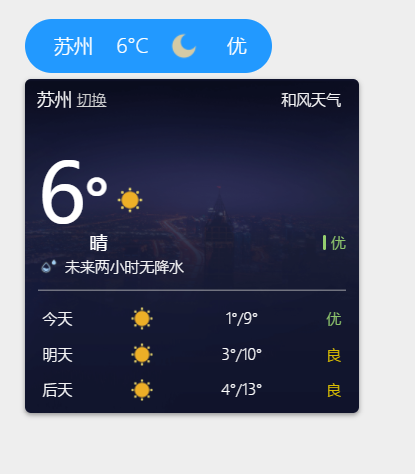 苏州 6°C 优
苏州 切换 和风天气
6°
晴 优
未来两小时无降水
今天 1°/9° 优
明天 3°/10° 良
后天 4°/13° 良